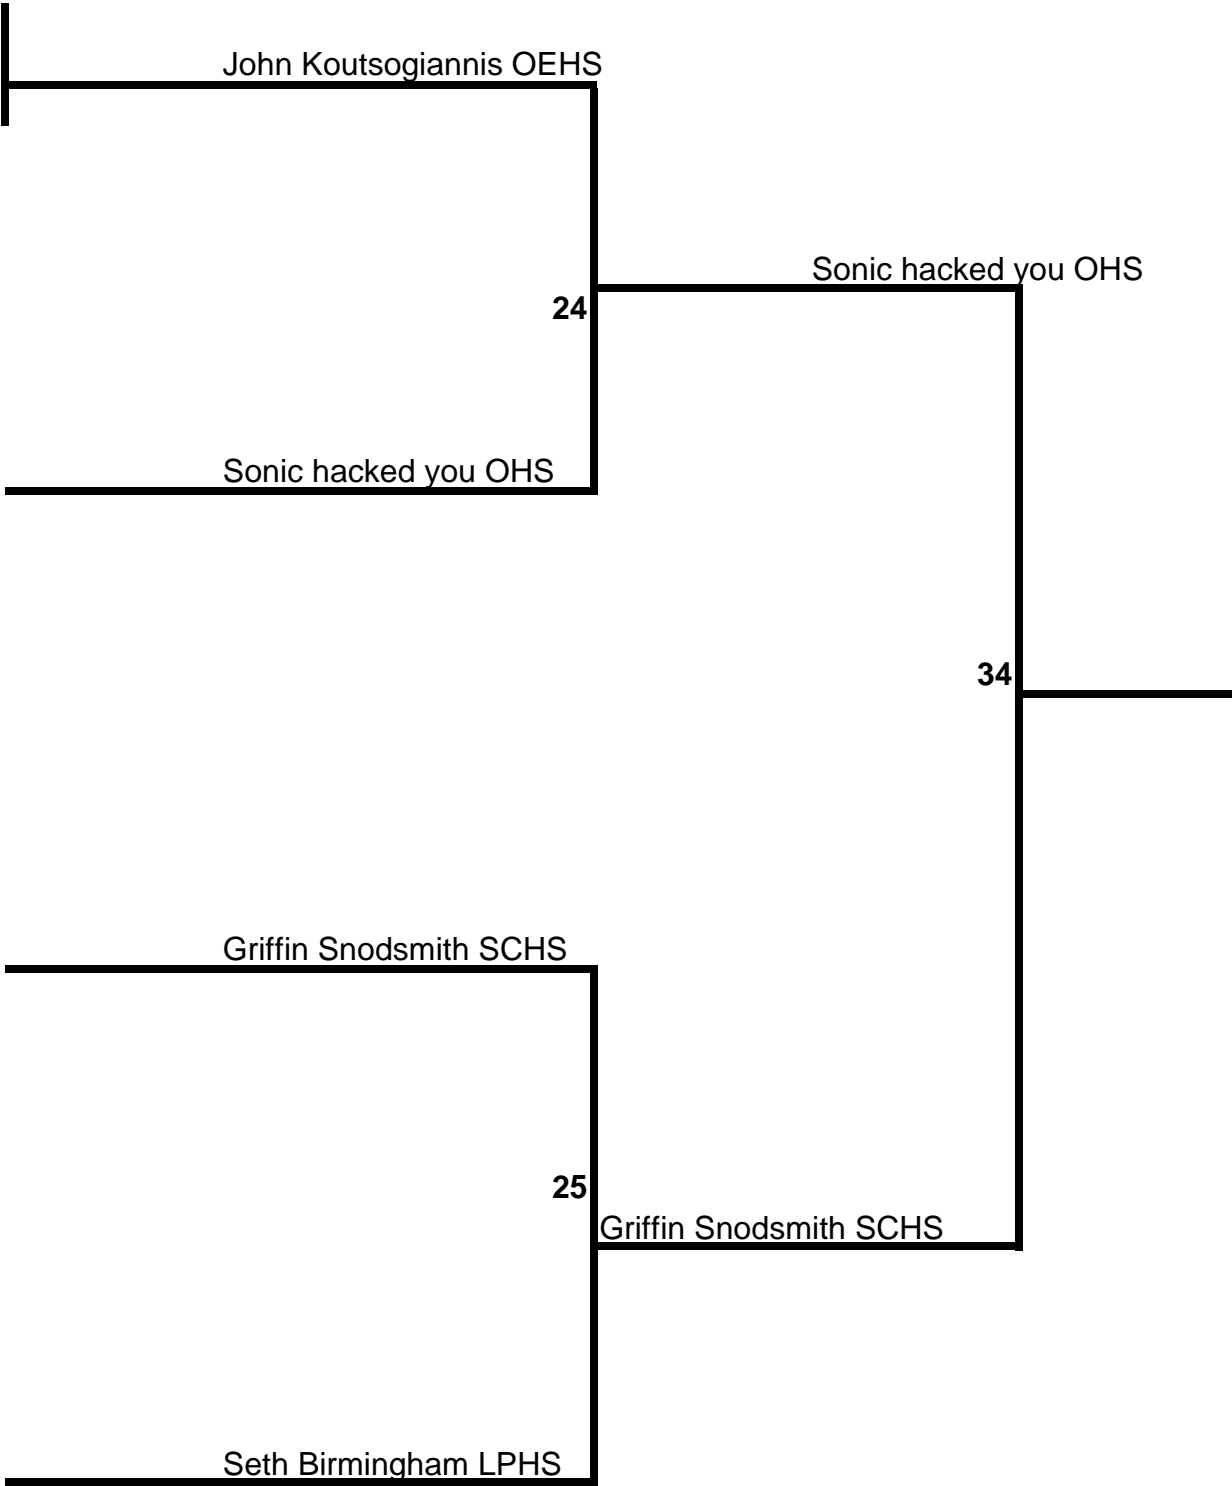 John Koutsogiannis OEHS
Sonic hacked you OHS
24
Sonic hacked you OHS
34
Griffin Snodsmith SCHS
25
Griffin Snodsmith SCHS
Seth Birmingham LPHS